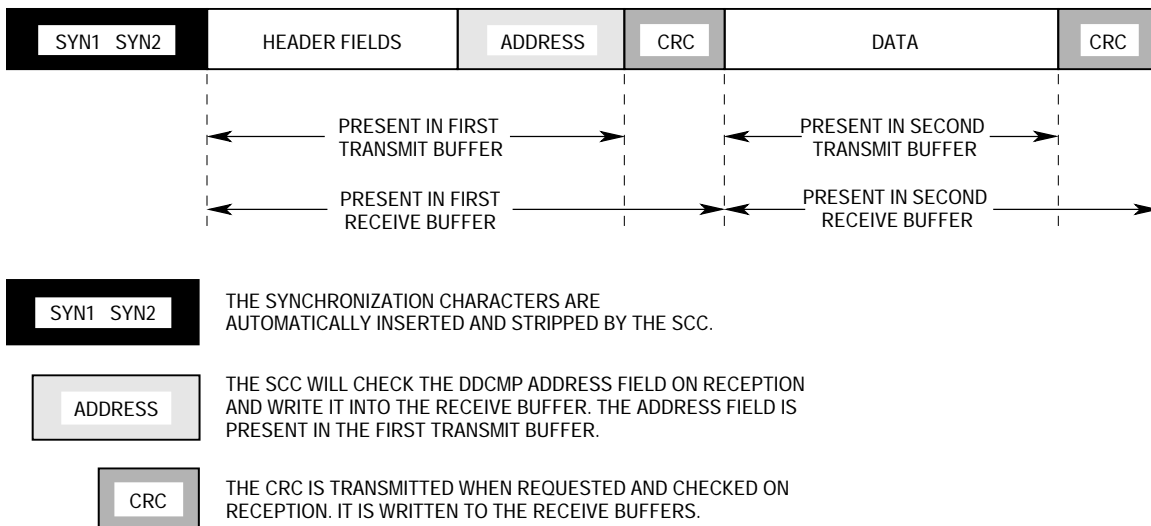 SYN1 SYN2 HEADER FIELDS ADDRESS CRC DATA CRC
PRESENT IN FIRST
TRANSMIT BUFFER
PRESENT IN SECOND
TRANSMIT BUFFER
PRESENT IN FIRST
RECEIVE BUFFER
PRESENT IN SECOND
RECEIVE BUFFER
SYN1 SYN2
THE SYNCHRONIZATION CHARACTERS ARE
AUTOMATICALLY INSERTED AND STRIPPED BY THE SCC.
ADDRESS
THE SCC WILL CHECK THE DDCMP ADDRESS FIELD ON RECEPTION
AND WRITE IT INTO THE RECEIVE BUFFER. THE ADDRESS FIELD IS
PRESENT IN THE FIRST TRANSMIT BUFFER.
CRC
THE CRC IS TRANSMITTED WHEN REQUESTED AND CHECKED ON
RECEPTION. IT IS WRITTEN TO THE RECEIVE BUFFERS.